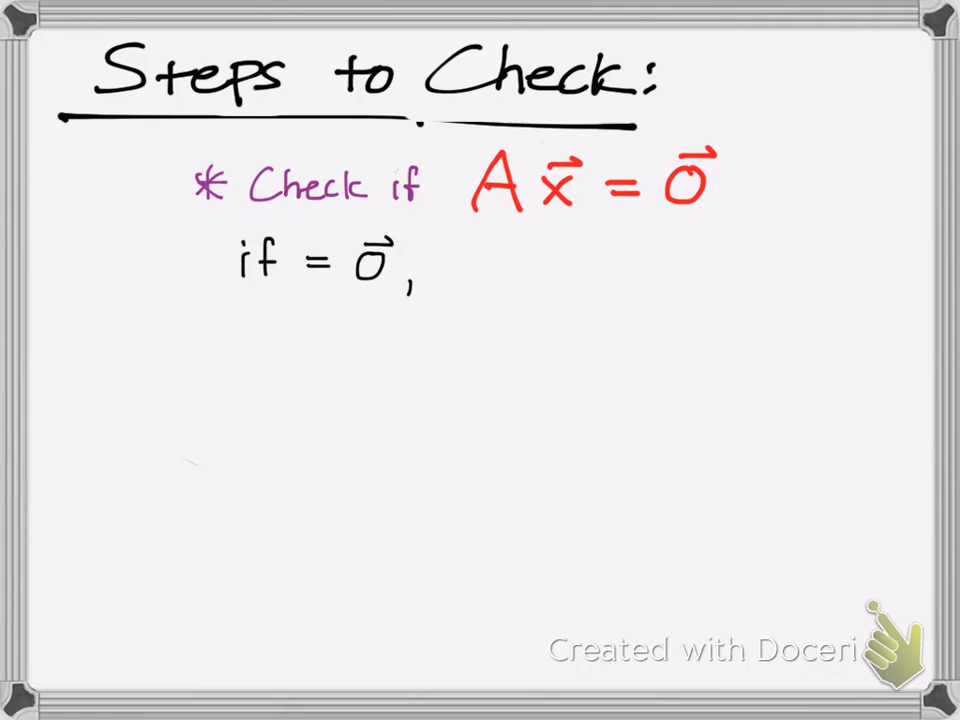 Steps to Check:
* Check if A x⃗ = 0⃗
if = 0⃗,
Created with Doceri